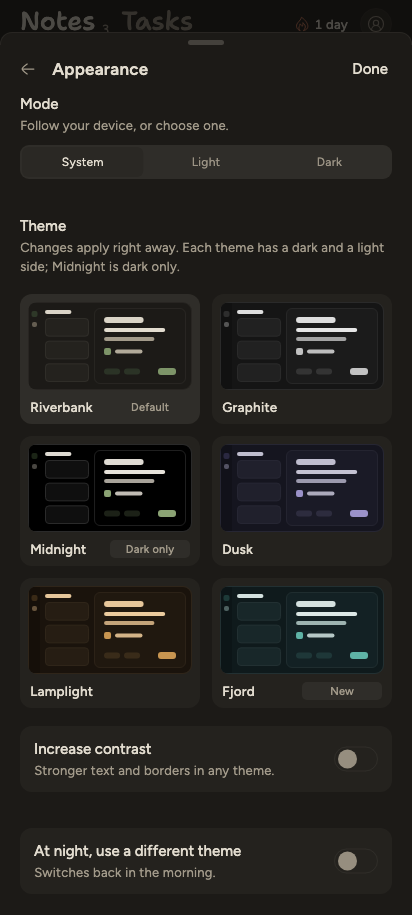 Notes 3 Tasks
1 day
Appearance
Done
Mode
Follow your device, or choose one.
System
Light
Dark
Theme
Changes apply right away. Each theme has a dark and a light
side; Midnight is dark only.
Riverbank
Default
Graphite
Midnight
Dark only
Dusk
Lamplight
Fjord
New
Increase contrast
Stronger text and borders in any theme.
At night, use a different theme
Switches back in the morning.